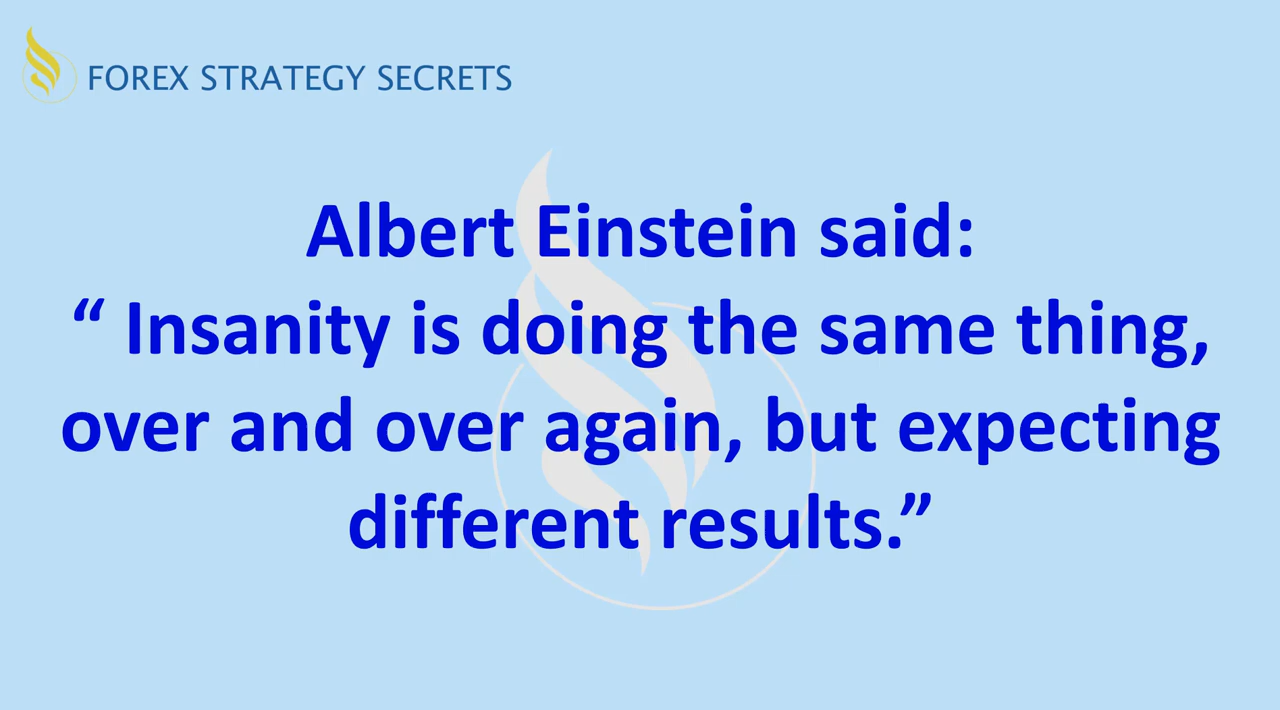 FOREX STRATEGY SECRETS
Albert Einstein said:
“ Insanity is doing the same thing,
over and over again, but expecting
different results.”